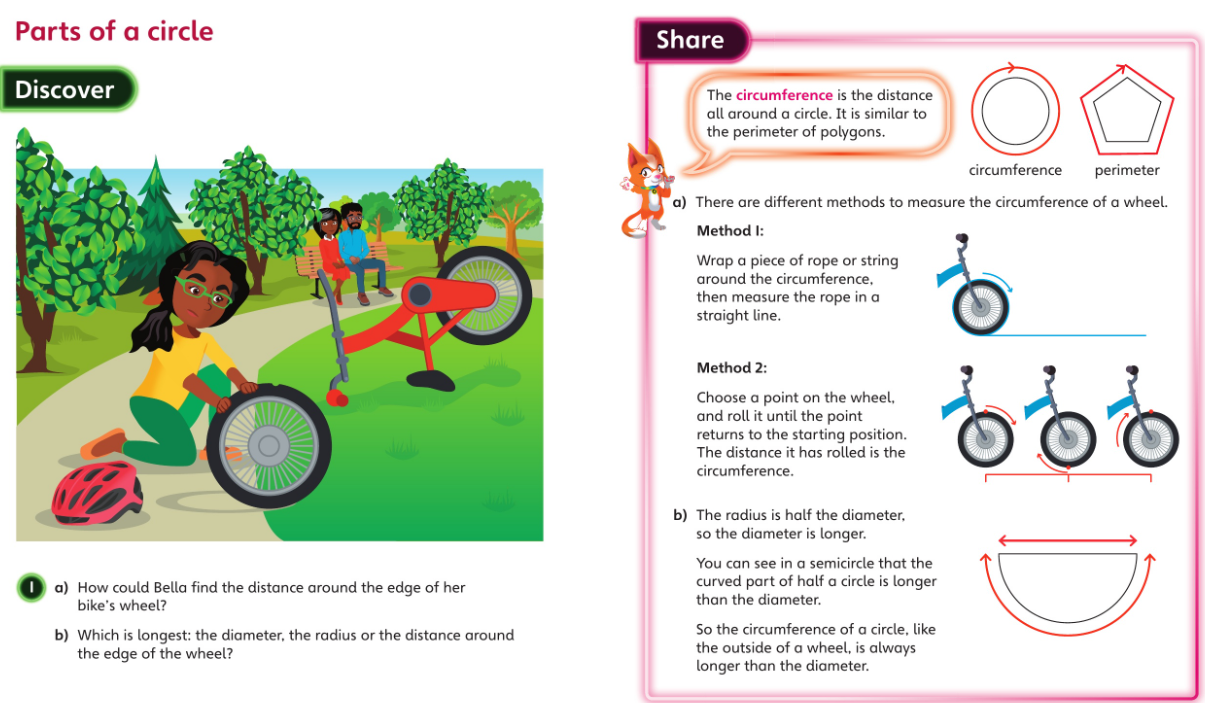 Parts of a circle
Discover
1 a) How could Bella find the distance around the edge of her
bike's wheel?
b) Which is longest: the diameter, the radius or the distance around
the edge of the wheel?
Share
The circumference is the distance
all around a circle. It is similar to
the perimeter of polygons.
circumference
perimeter
a) There are different methods to measure the circumference of a wheel.
Method 1:
Wrap a piece of rope or string
around the circumference,
then measure the rope in a
straight line.
Method 2:
Choose a point on the wheel,
and roll it until the point
returns to the starting position.
The distance it has rolled is the
circumference.
b) The radius is half the diameter,
so the diameter is longer.
You can see in a semicircle that the
curved part of half a circle is longer
than the diameter.
So the circumference of a circle, like
the outside of a wheel, is always
longer than the diameter.